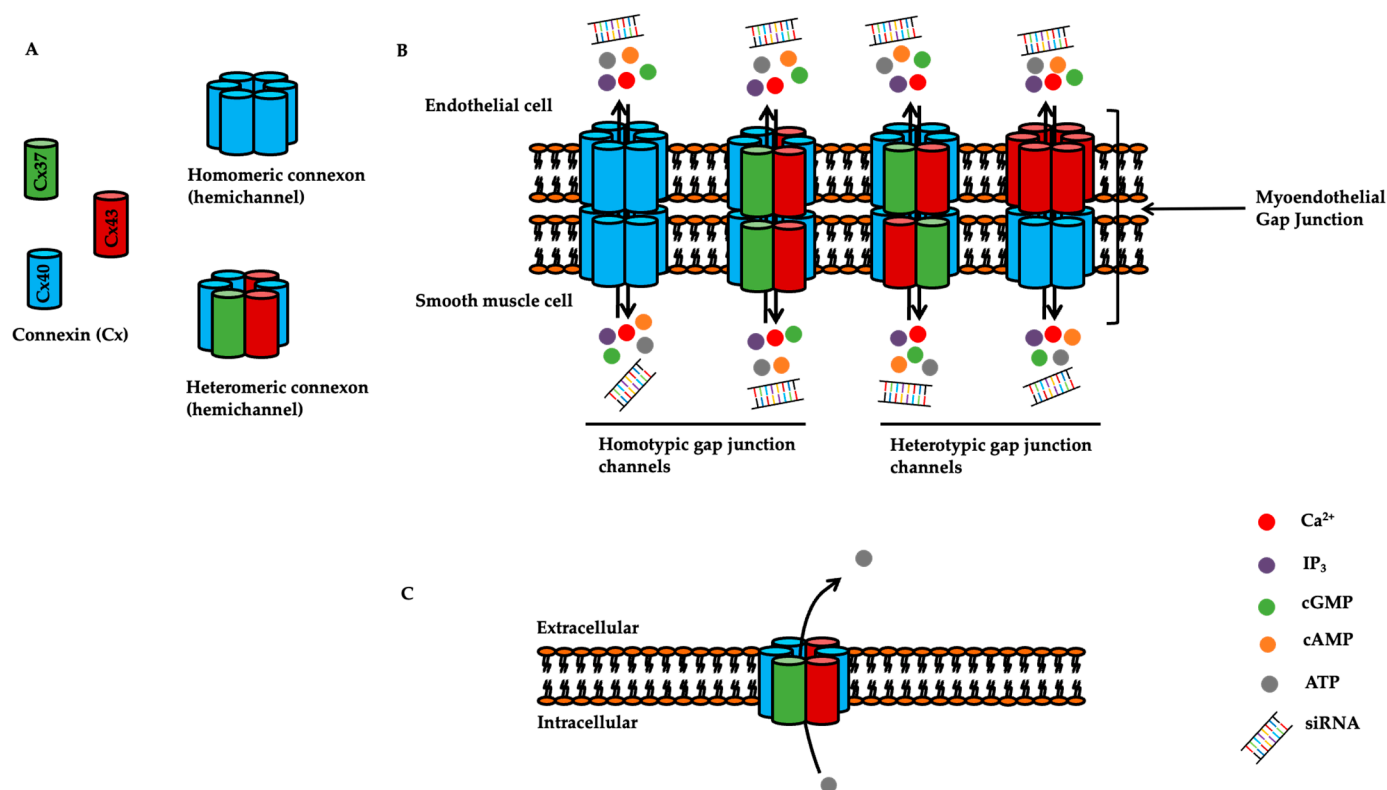 A
Cx37
Cx43
Cx40
Connexin (Cx)
Homomeric connexon
(hemichannel)
Heteromeric connexon
(hemichannel)
B
Endothelial cell
Smooth muscle cell
Myoendothelial
Gap Junction
Homotypic gap junction
channels
Heterotypic gap junction
channels
C
Extracellular
Intracellular
Ca²⁺
IP₃
cGMP
cAMP
ATP
siRNA